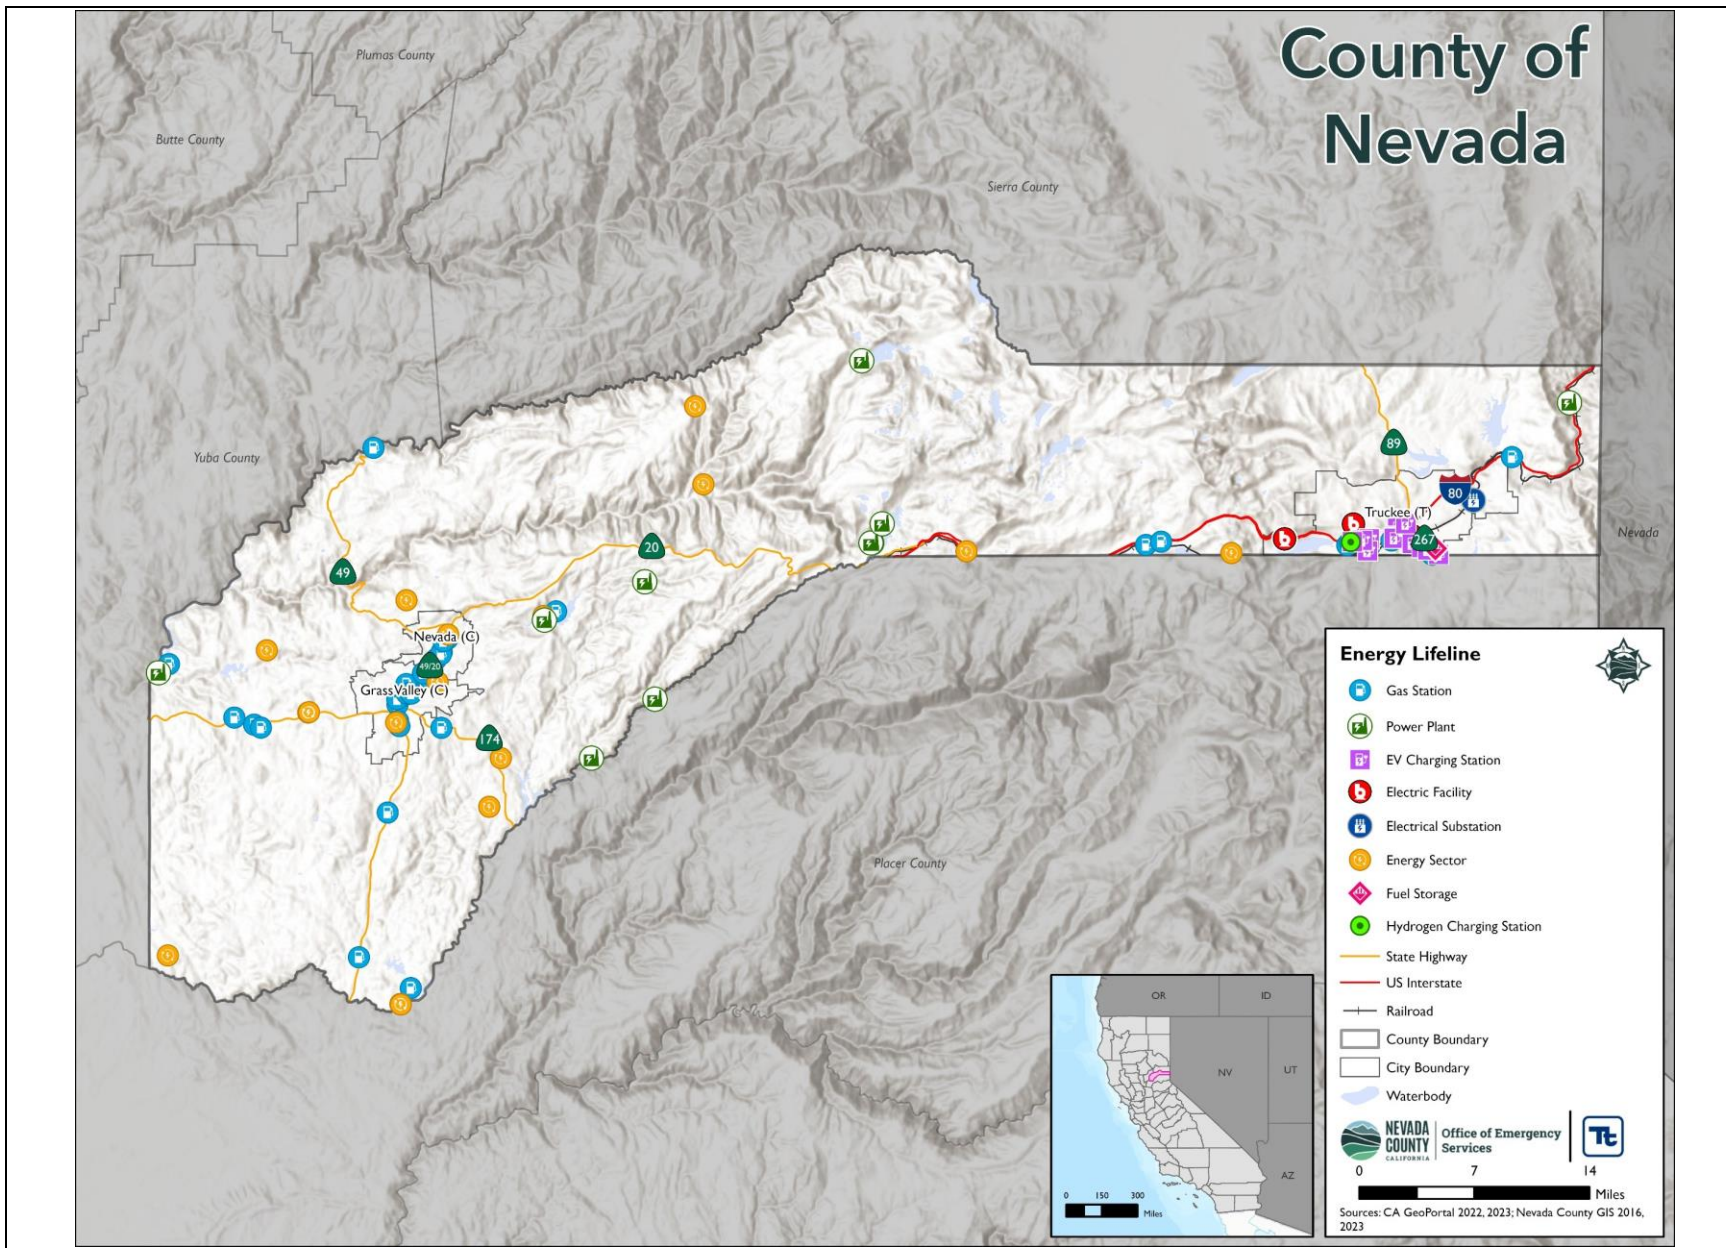 County of
Nevada
Plumas County
Butte County
Sierra County
Yuba County
Nevada
Placer County
89
80
Truckee (T)
267
20
49
Nevada (C)
49/20
Grass Valley (C)
174
Energy Lifeline
Gas Station
Power Plant
EV Charging Station
Electric Facility
Electrical Substation
Energy Sector
Fuel Storage
Hydrogen Charging Station
State Highway
US Interstate
Railroad
County Boundary
City Boundary
Waterbody
NEVADA
COUNTY
CALIFORNIA
Office of Emergency
Services
Tt
0 7 14
Miles
Sources: CA GeoPortal 2022, 2023; Nevada County GIS 2016,
2023
OR
ID
NV
UT
AZ
0 150 300
Miles